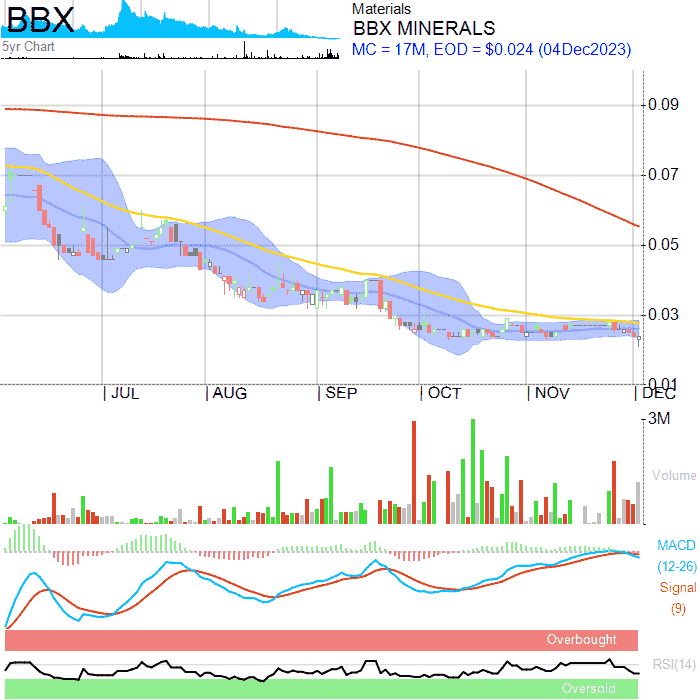 BBX
5yr Chart
Materials
BBX MINERALS
MC = 17M, EOD = $0.024 (04Dec2023)
0.09
0.07
0.05
0.03
0.01
JUL AUG SEP OCT NOV DEC
3M
Volume
MACD
(12-26)
Signal
(9)
Overbought
RSI(14)
Oversold